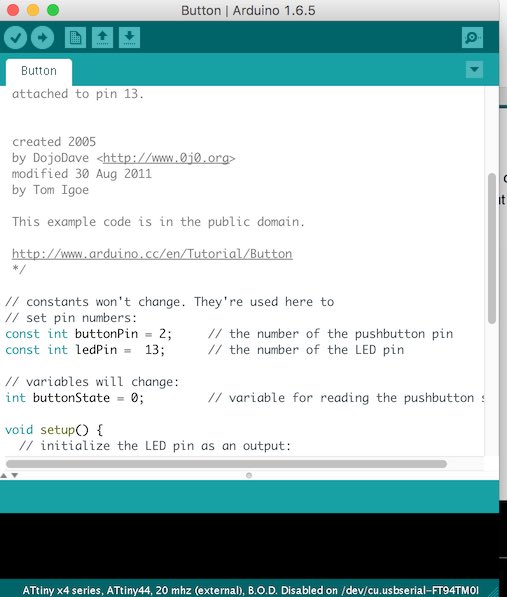 Button | Arduino 1.6.5
Button
attached to pin 13.
created 2005
by DojoDave <http://www.0j0.org>
modified 30 Aug 2011
by Tom Igoe
This example code is in the public domain.
http://www.arduino.cc/en/Tutorial/Button
*/
// constants won't change. They're used here to
// set pin numbers:
const int buttonPin = 2;     // the number of the pushbutton pin
const int ledPin =  13;      // the number of the LED pin
// variables will change:
int buttonState = 0;         // variable for reading the pushbutton
void setup() {
// initialize the LED pin as an output:
ATtiny x4 series, ATtiny44, 20 mhz (external), B.O.D. Disabled on /dev/cu.usbserial-FT94TM0I